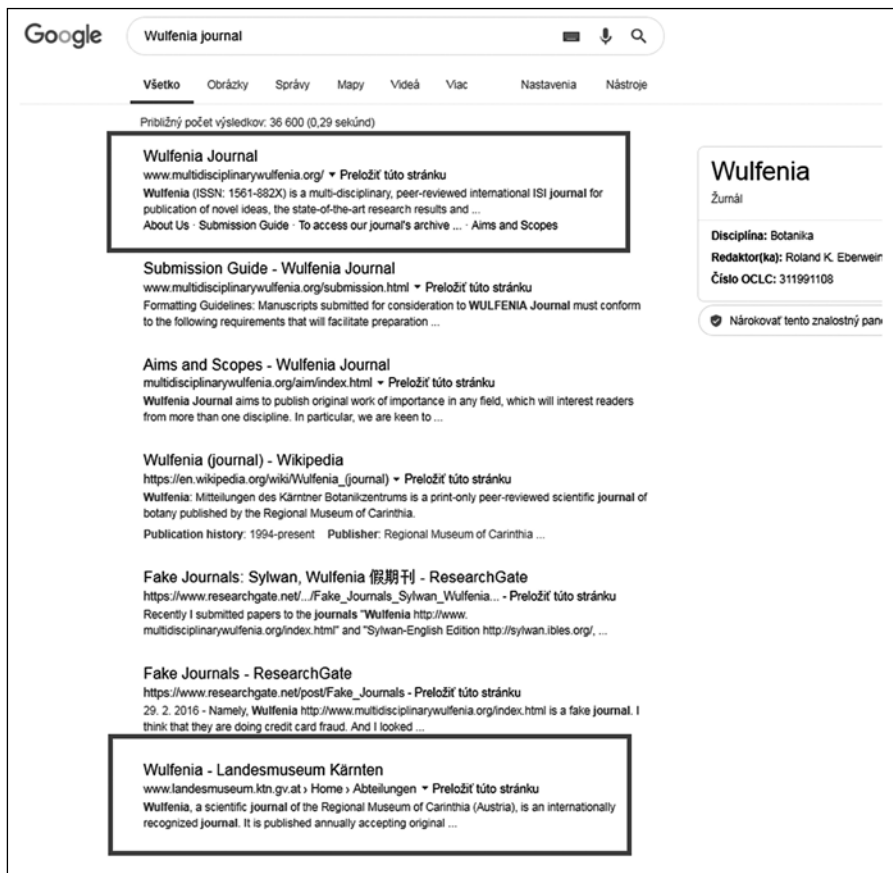 Google
Wulfenia journal
Všetko Obrázky Správy Mapy Videá Viac Nastavenia Nástroje
Približný počet výsledkov: 36 600 (0,29 sekúnd)
Wulfenia Journal
www.multidisciplinarywulfenia.org/ ▾ Preložiť túto stránku
Wulfenia (ISSN: 1561-882X) is a multi-disciplinary, peer-reviewed international ISI journal for
publication of novel ideas, the state-of-the-art research results and ...
About Us · Submission Guide · To access our journal's archive ... · Aims and Scopes
Submission Guide - Wulfenia Journal
www.multidisciplinarywulfenia.org/submission.html ▾ Preložiť túto stránku
Formatting Guidelines: Manuscripts submitted for consideration to WULFENIA Journal must conform
to the following requirements that will facilitate preparation ...
Aims and Scopes - Wulfenia Journal
multidisciplinarywulfenia.org/aim/index.html ▾ Preložiť túto stránku
Wulfenia Journal aims to publish original work of importance in any field, which will interest readers
from more than one discipline. In particular, we are keen to ...
Wulfenia (journal) - Wikipedia
https://en.wikipedia.org/wiki/Wulfenia_(journal) ▾ Preložiť túto stránku
Wulfenia: Mitteilungen des Kärntner Botanikzentrums is a print-only peer-reviewed scientific journal of
botany published by the Regional Museum of Carinthia.
Publication history: 1994-present Publisher: Regional Museum of Carinthia ...
Fake Journals: Sylwan, Wulfenia 假期刊 - ResearchGate
https://www.researchgate.net/.../Fake_Journals_Sylwan_Wulfenia... - Preložiť túto stránku
Recently I submitted papers to the journals "Wulfenia http://www.
multidisciplinarywulfenia.org/index.html" and "Sylwan-English Edition http://sylwan.ibles.org/, ...
Fake Journals - ResearchGate
https://www.researchgate.net/post/Fake_Journals - Preložiť túto stránku
29. 2. 2016 - Namely, Wulfenia http://www.multidisciplinarywulfenia.org/index.html is a fake journal. I
think that they are doing credit card fraud. And I looked ...
Wulfenia - Landesmuseum Kärnten
www.landesmuseum.ktn.gv.at › Home › Abteilungen ▾ Preložiť túto stránku
Wulfenia, a scientific journal of the Regional Museum of Carinthia (Austria), is an internationally
recognized journal. It is published annually accepting original ...
Wulfenia
Žurnál
Disciplína: Botanika
Redaktor(ka): Roland K. Eberwein
Číslo OCLC: 311991108
Nárokovať tento znalostný pan